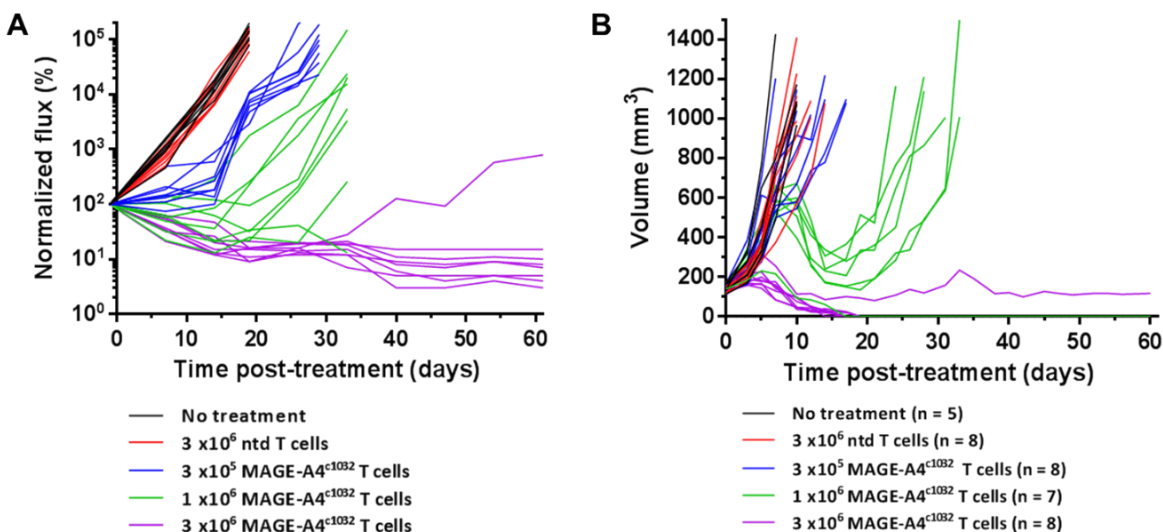 A
Normalized flux (%)
10⁵
10⁴
10³
10²
10¹
10⁰
0 10 20 30 40 50 60
Time post-treatment (days)
No treatment
3 x10⁶ ntd T cells
3 x10⁵ MAGE-A4ᶜ¹⁰³² T cells
1 x10⁶ MAGE-A4ᶜ¹⁰³² T cells
3 x10⁶ MAGE-A4ᶜ¹⁰³² T cells
B
Volume (mm³)
1400
1200
1000
800
600
400
200
0
0 10 20 30 40 50 60
Time post-treatment (days)
No treatment (n = 5)
3 x10⁶ ntd T cells (n = 8)
3 x10⁵ MAGE-A4ᶜ¹⁰³² T cells (n = 8)
1 x10⁶ MAGE-A4ᶜ¹⁰³² T cells (n = 7)
3 x10⁶ MAGE-A4ᶜ¹⁰³² T cells (n = 8)